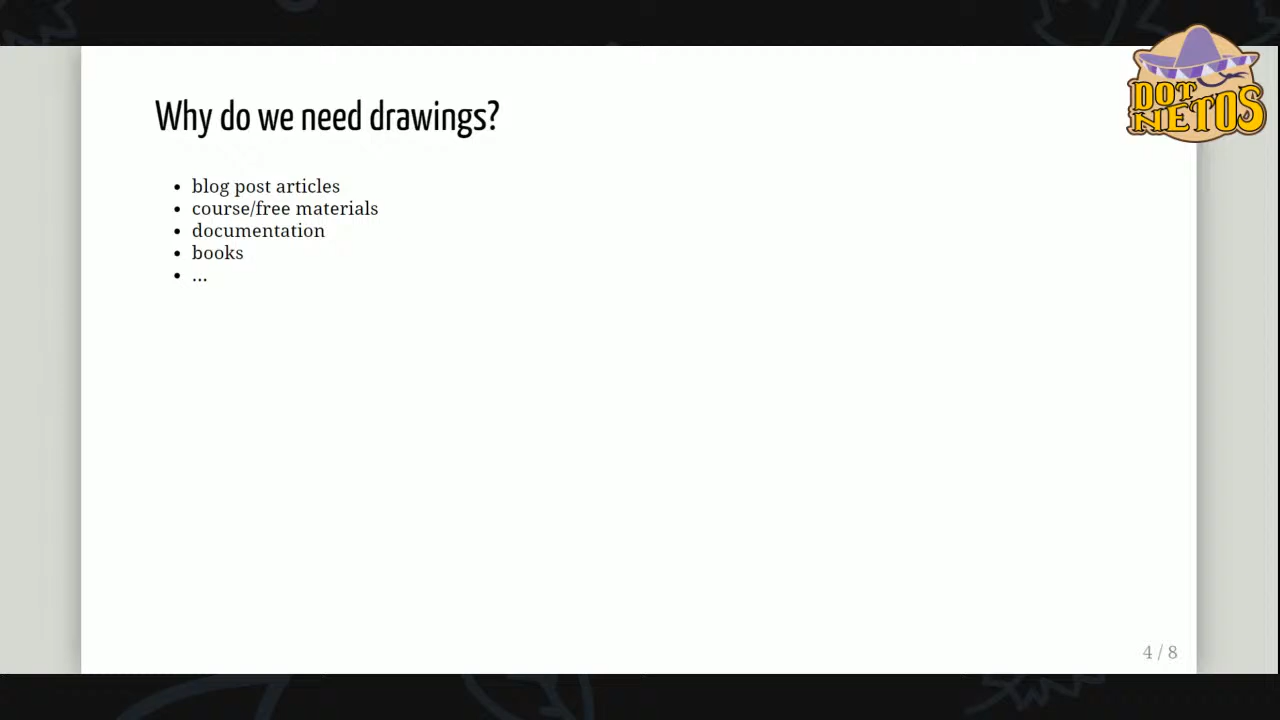 Why do we need drawings?
• blog post articles
• course/free materials
• documentation
• books
• ...
DOT
NETOS
4 / 8